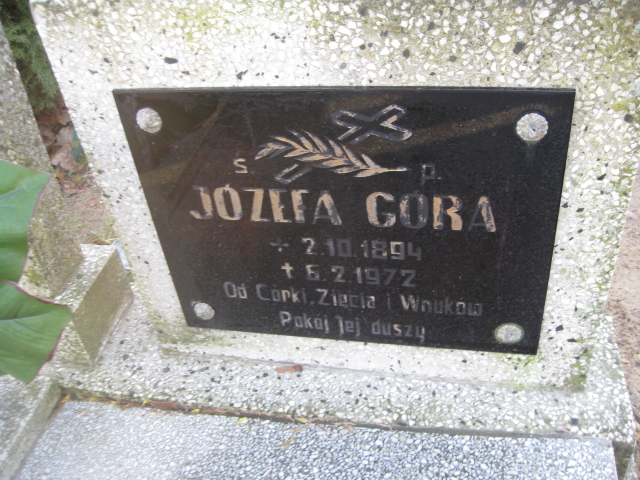 Ś p.
JÓZEFA GÓRA
* 2.10.1894
† 6.2.1972
Od Córki, Zięcia i Wnuków
Pokój Jej duszy